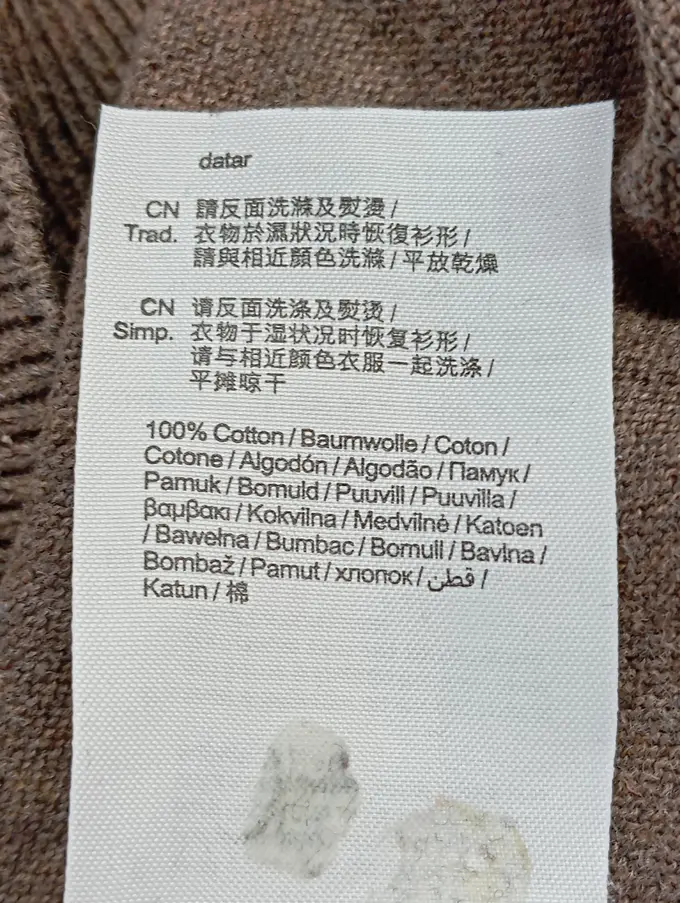 datar
CN 請反面洗滌及熨燙 /
Trad. 衣物於濕狀況時恢復衫形 /
請與相近顏色洗滌 / 平放乾燥
CN 请反面洗涤及熨烫 /
Simp. 衣物于湿状况时恢复衫形 /
请与相近颜色衣服一起洗涤 /
平摊晾干
100% Cotton / Baumwolle / Coton /
Cotone / Algodón / Algodão / Памук /
Pamuk / Bomuld / Puuvill / Puuvilla /
βαμβακι / Kokvilna / Medvilnė / Katoen
/ Bawełna / Bumbac / Bomull / Bavlna /
Bombaž / Pamut / хлопок / قطن /
Katun / 棉